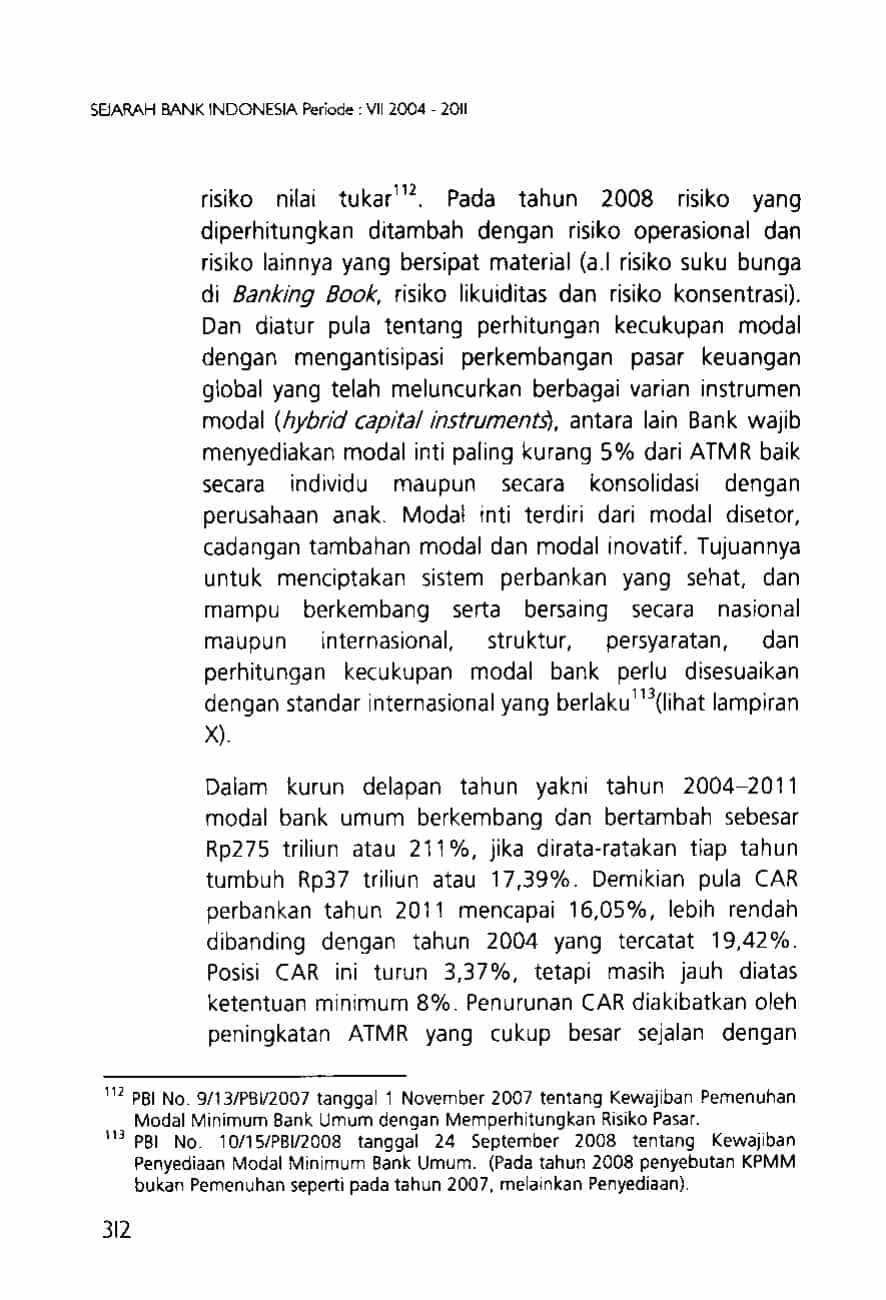 SEJARAH BANK INDONESIA Periode : VII 2004 - 2011
risiko nilai tukar¹¹². Pada tahun 2008 risiko yang
diperhitungkan ditambah dengan risiko operasional dan
risiko lainnya yang bersipat material (a.l risiko suku bunga
di Banking Book, risiko likuiditas dan risiko konsentrasi).
Dan diatur pula tentang perhitungan kecukupan modal
dengan mengantisipasi perkembangan pasar keuangan
global yang telah meluncurkan berbagai varian instrumen
modal (hybrid capital instruments), antara lain Bank wajib
menyediakan modal inti paling kurang 5% dari ATMR baik
secara individu maupun secara konsolidasi dengan
perusahaan anak. Modal inti terdiri dari modal disetor,
cadangan tambahan modal dan modal inovatif. Tujuannya
untuk menciptakan sistem perbankan yang sehat, dan
mampu berkembang serta bersaing secara nasional
maupun internasional, struktur, persyaratan, dan
perhitungan kecukupan modal bank perlu disesuaikan
dengan standar internasional yang berlaku¹¹³(lihat lampiran
X).
Dalam kurun delapan tahun yakni tahun 2004–2011
modal bank umum berkembang dan bertambah sebesar
Rp275 triliun atau 211%, jika dirata-ratakan tiap tahun
tumbuh Rp37 triliun atau 17,39%. Demikian pula CAR
perbankan tahun 2011 mencapai 16,05%, lebih rendah
dibanding dengan tahun 2004 yang tercatat 19,42%.
Posisi CAR ini turun 3,37%, tetapi masih jauh diatas
ketentuan minimum 8%. Penurunan CAR diakibatkan oleh
peningkatan ATMR yang cukup besar sejalan dengan
¹¹² PBI No. 9/13/PBI/2007 tanggal 1 November 2007 tentang Kewajiban Pemenuhan
Modal Minimum Bank Umum dengan Memperhitungkan Risiko Pasar.
¹¹³ PBI No. 10/15/PBI/2008 tanggal 24 September 2008 tentang Kewajiban
Penyediaan Modal Minimum Bank Umum. (Pada tahun 2008 penyebutan KPMM
bukan Pemenuhan seperti pada tahun 2007, melainkan Penyediaan).
312